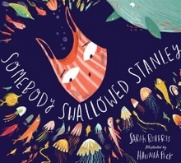 SOMEBODY SWALLOWED STANLEY
SARAH ROBERTS
Illustrated by
HANNAH PECK